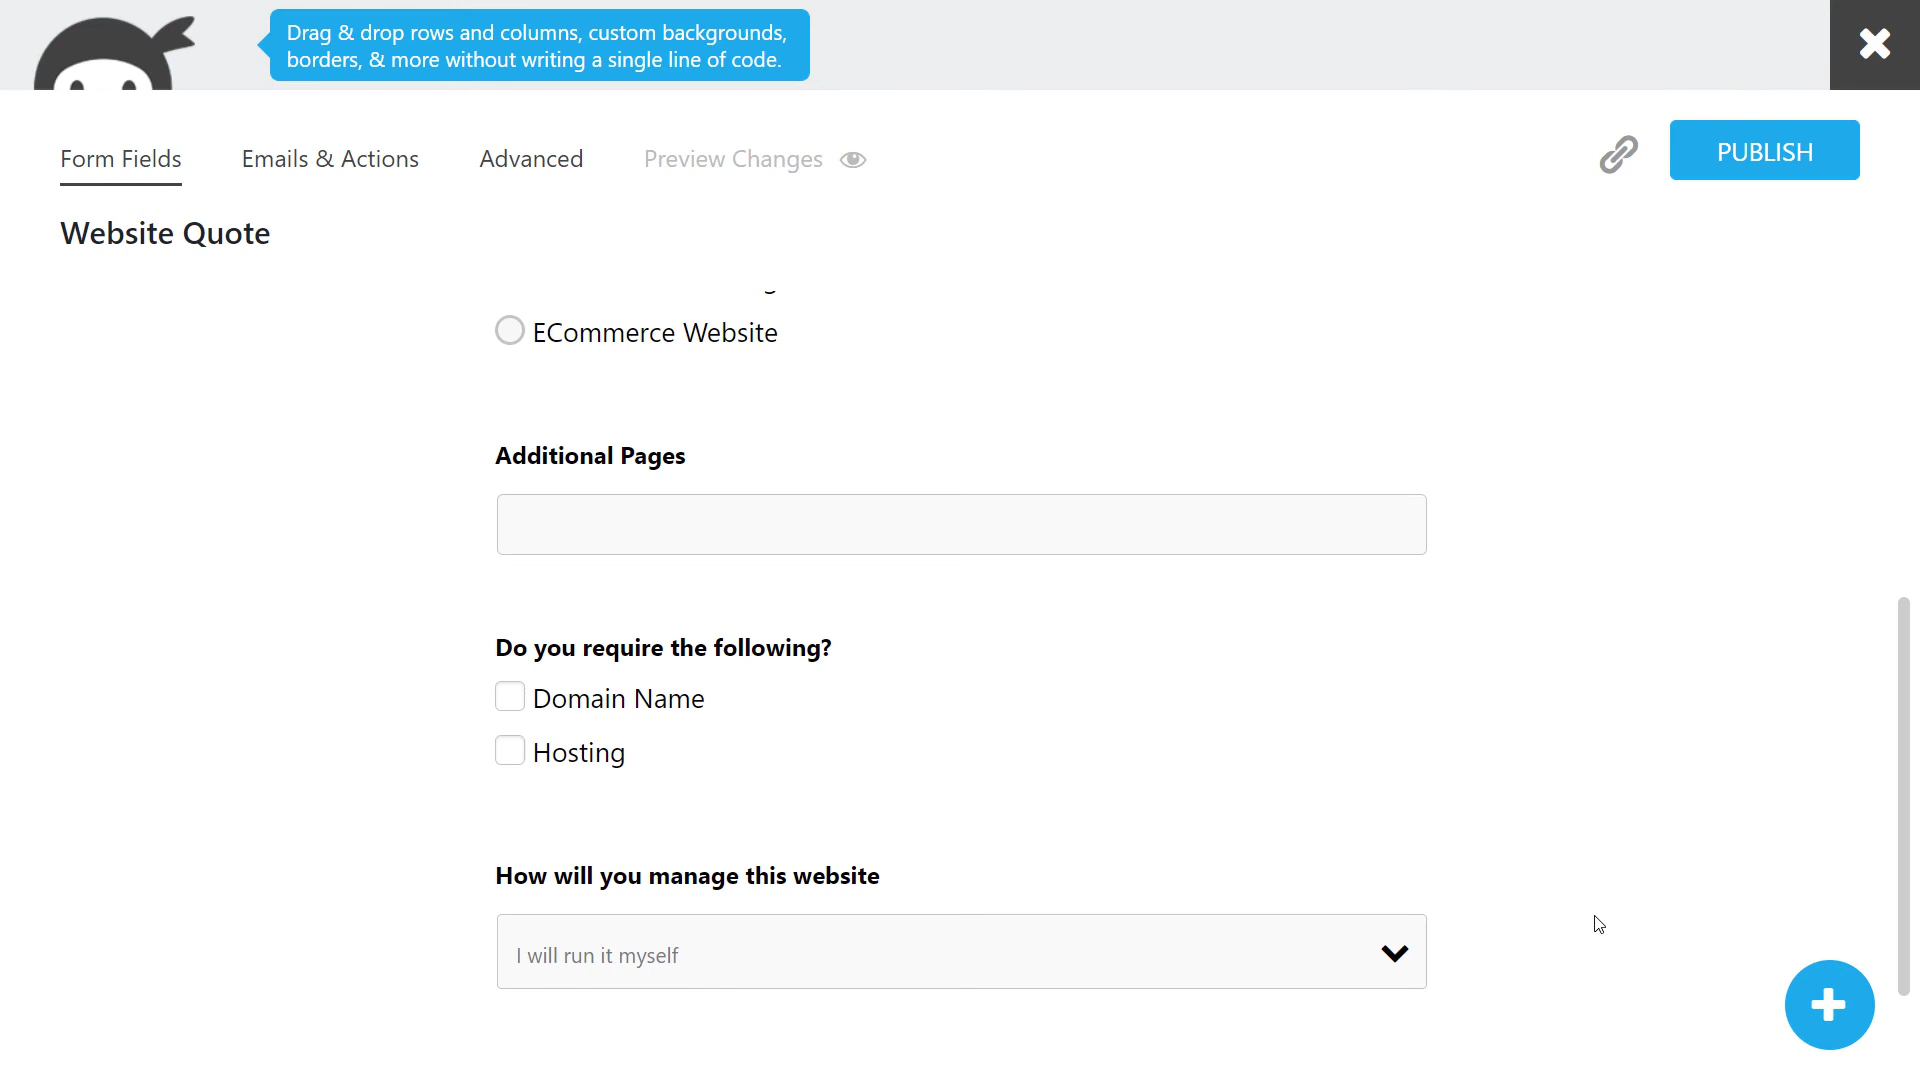 Drag & drop rows and columns, custom backgrounds,
borders, & more without writing a single line of code.
Form Fields
Emails & Actions
Advanced
Preview Changes
PUBLISH
Website Quote
ECommerce Website
Additional Pages
Do you require the following?
Domain Name
Hosting
How will you manage this website
I will run it myself